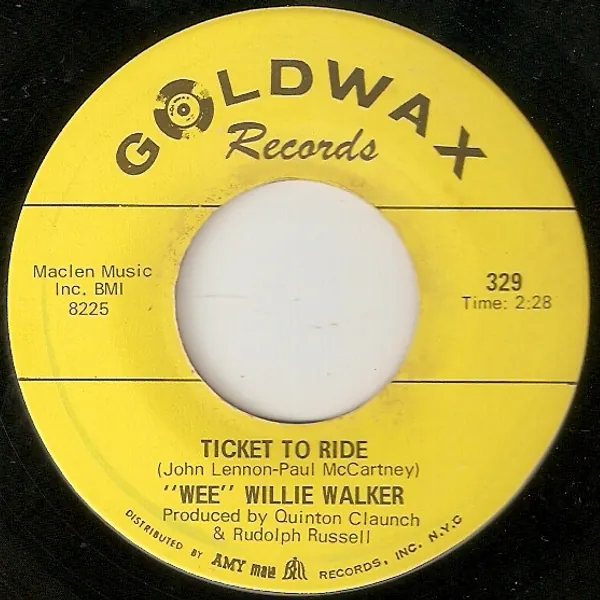 GOLDWAX
Records
Maclen Music
Inc. BMI
8225
329
Time: 2:28
TICKET TO RIDE
(John Lennon-Paul McCartney)
"WEE" WILLIE WALKER
Produced by Quinton Claunch
& Rudolph Russell
DISTRIBUTED BY AMY mala Bell RECORDS, INC. N.Y.C